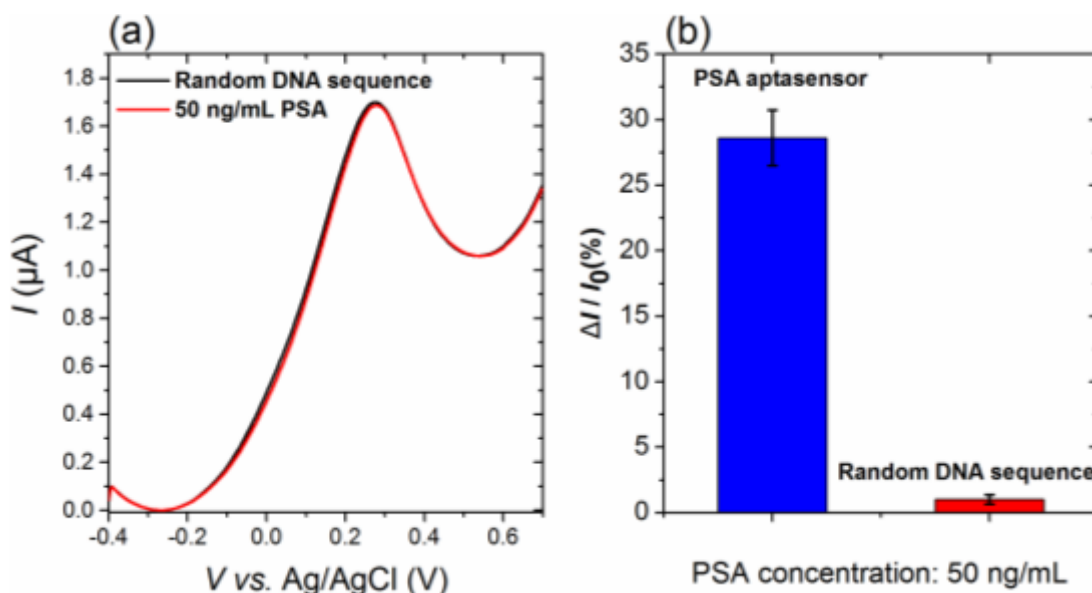 (a)
Random DNA sequence
50 ng/mL PSA
1.8
1.6
1.4
1.2
1.0
0.8
0.6
0.4
0.2
0.0
I (µA)
-0.4 -0.2 0.0 0.2 0.4 0.6
V vs. Ag/AgCl (V)
(b)
PSA aptasensor
Random DNA sequence
35
30
25
20
15
10
5
0
ΔI / I0(%)
PSA concentration: 50 ng/mL